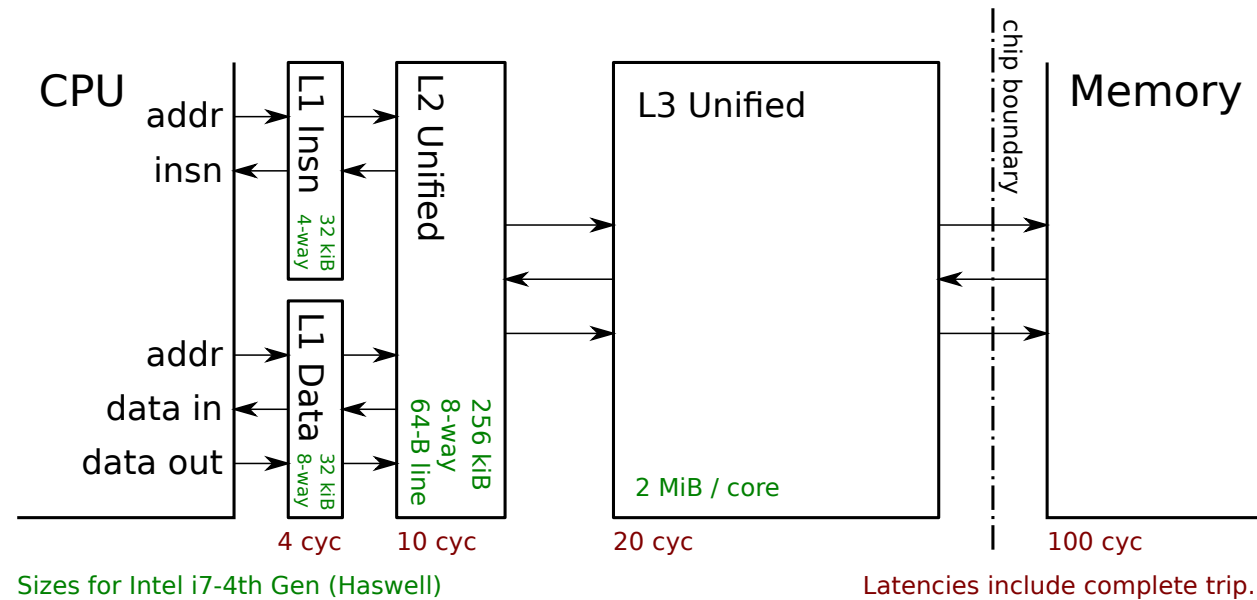 CPU
addr
insn
addr
data in
data out
L1 Insn
32 kiB
4-way
L1 Data
32 kiB
8-way
4 cyc
L2 Unified
256 kiB
8-way
64-B line
10 cyc
L3 Unified
2 MiB / core
20 cyc
chip boundary
Memory
100 cyc
Sizes for Intel i7-4th Gen (Haswell)
Latencies include complete trip.